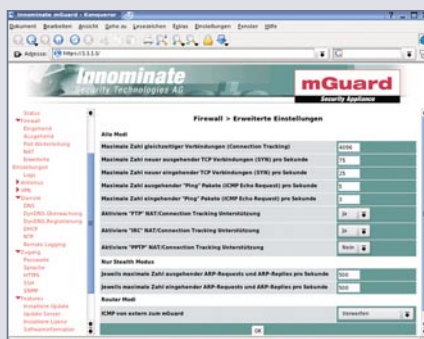 Innominate mGuard - Konqueror
Dokument Bearbeiten Ansicht Gehe zu Lesezeichen Extras Einstellungen Fenster Hilfe
Adresse: https://1.1.1.1/
Innominate
Security Technologies AG
mGuard
Security Appliance
Status
Firewall
Eingehend
Ausgehend
Port Weiterleitung
NAT
Erweiterte
Einstellungen
Logs
Antivirus
VPN
Dienste
DNS
DynDNS Überwachung
DynDNS Registrierung
DHCP
NTP
Remote Logging
Zugang
Passworte
Sprache
HTTPS
SSH
SNMP
Features
Installiere Update
Update Server
Installiere Lizenz
Softwareinformation
Firewall > Erweiterte Einstellungen
Alle Modi
Maximale Zahl gleichzeitiger Verbindungen (Connection Tracking) 4096
Maximale Zahl neuer ausgehender TCP Verbindungen (SYN) pro Sekunde 75
Maximale Zahl neuer eingehender TCP Verbindungen (SYN) pro Sekunde 25
Maximale Zahl ausgehender "Ping" Pakete (ICMP Echo Request) pro Sekunde 5
Maximale Zahl eingehender "Ping" Pakete (ICMP Echo Request) pro Sekunde 3
Aktiviere "FTP" NAT/Connection Tracking Unterstützung Ja
Aktiviere "IRC" NAT/Connection Tracking Unterstützung Ja
Aktiviere "PPTP" NAT/Connection Tracking Unterstützung Nein
Nur Stealth Modus
Jeweils maximale Zahl ausgehender ARP-Requests und ARP-Replies pro Sekunde 500
Jeweils maximale Zahl eingehender ARP-Requests und ARP-Replies pro Sekunde 500
Router Modi
ICMP von extern zum mGuard Verwerfen
OK